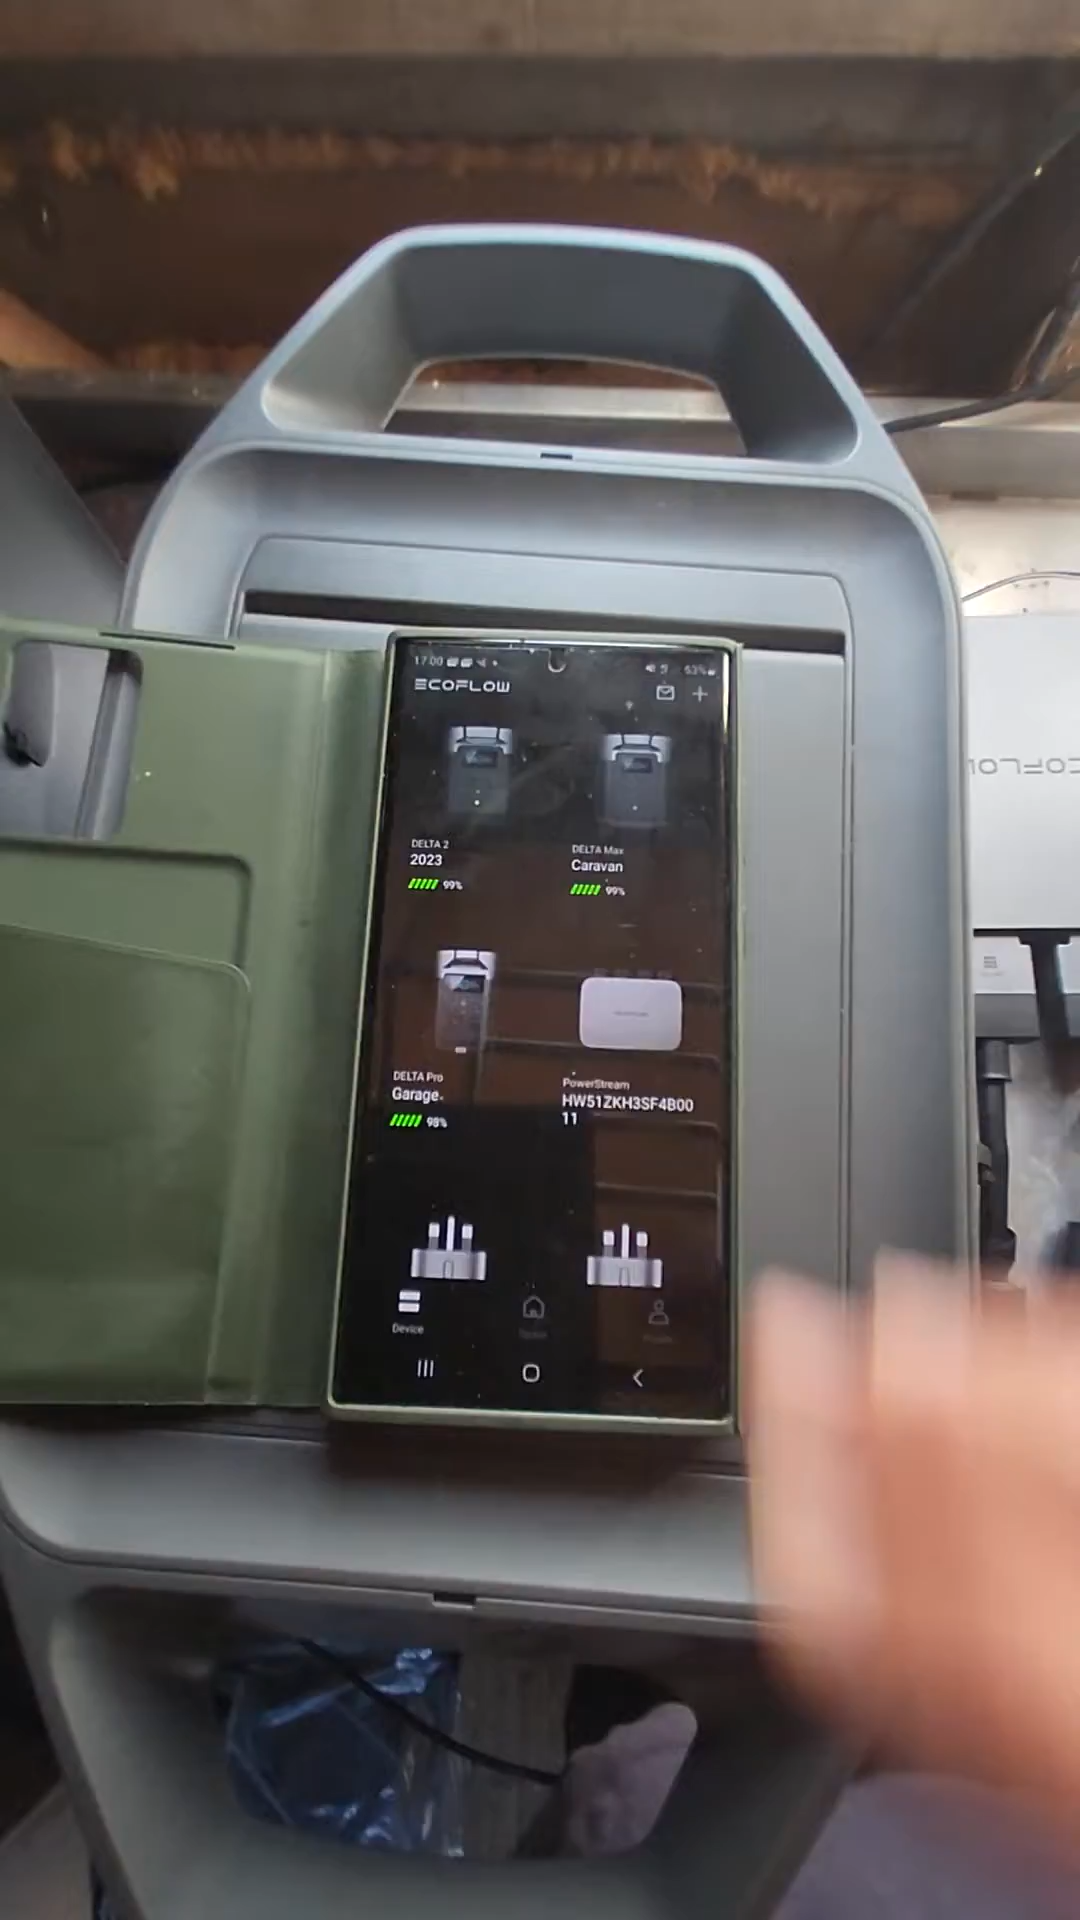 17:00
63%
ECOFLOW
DELTA 2
2023
99%
DELTA Max
Caravan
99%
DELTA Pro
Garage
98%
PowerStream
HW51ZKH3SF4B00
11
Device
ECOFLOW